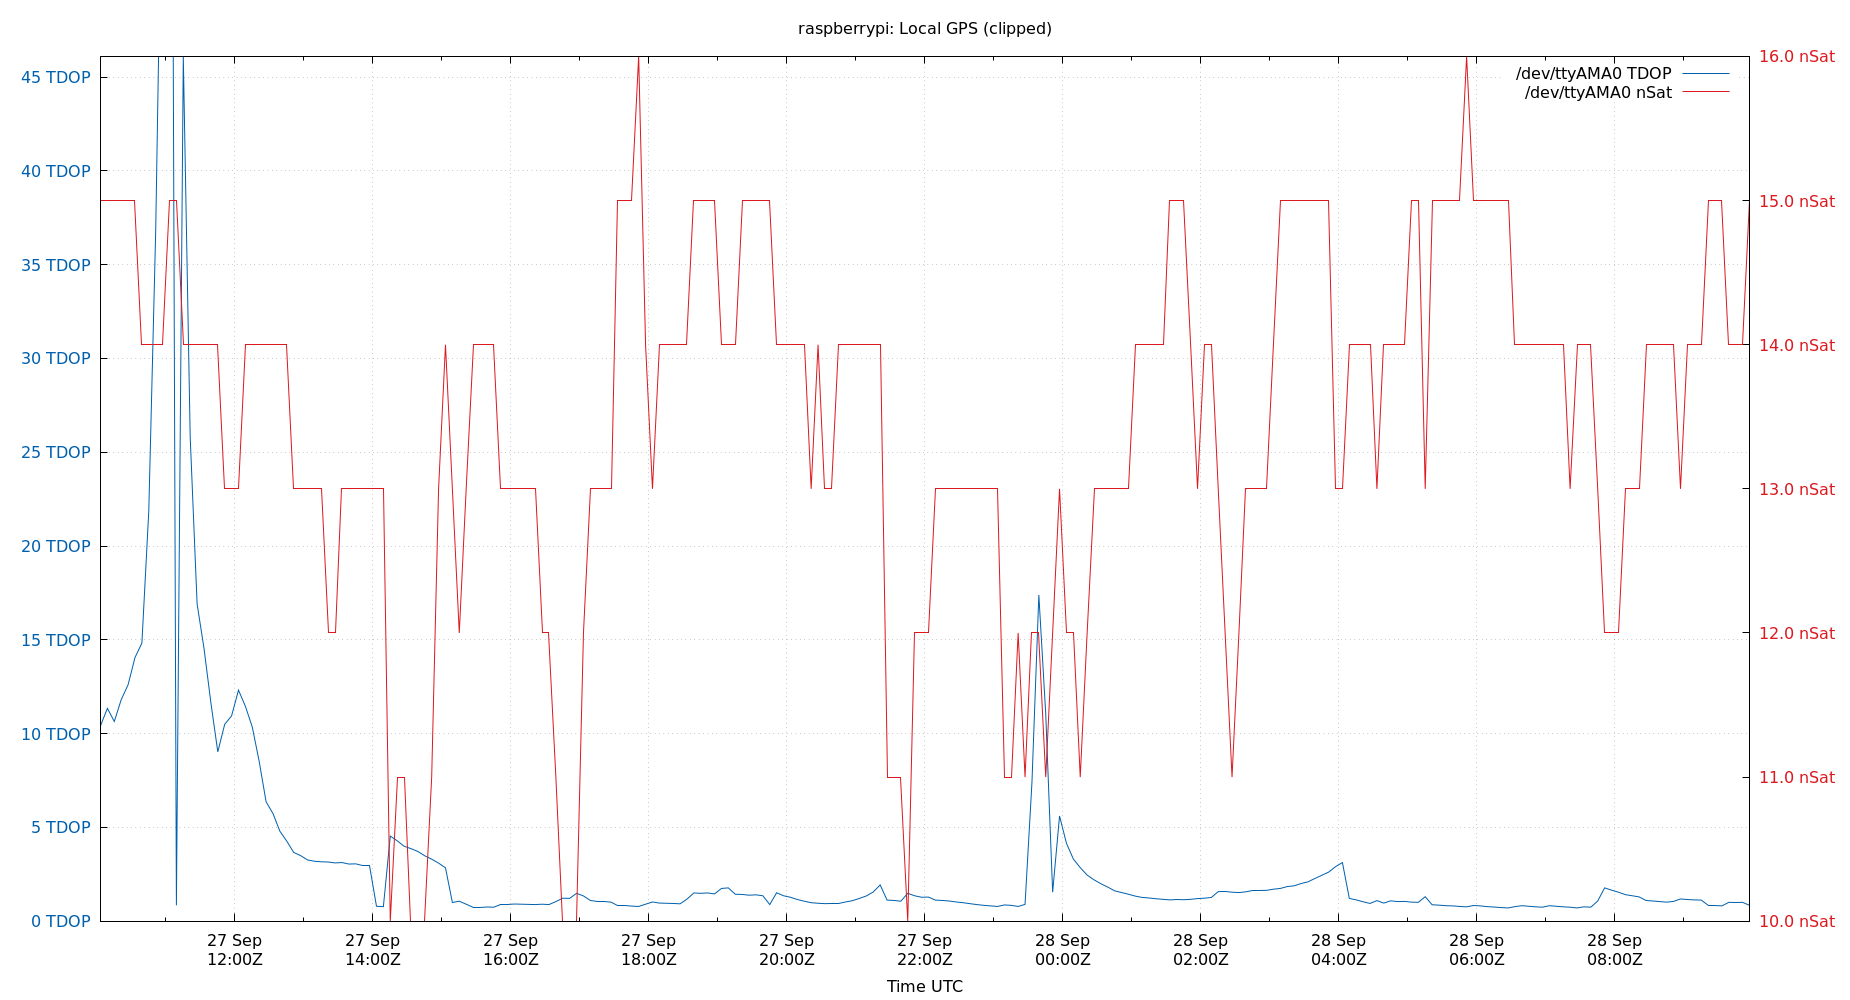 raspberrypi: Local GPS (clipped)
45 TDOP
40 TDOP
35 TDOP
30 TDOP
25 TDOP
20 TDOP
15 TDOP
10 TDOP
5 TDOP
0 TDOP
/dev/ttyAMA0 TDOP
/dev/ttyAMA0 nSat
16.0 nSat
15.0 nSat
14.0 nSat
13.0 nSat
12.0 nSat
11.0 nSat
10.0 nSat
27 Sep
12:00Z
27 Sep
14:00Z
27 Sep
16:00Z
27 Sep
18:00Z
27 Sep
20:00Z
27 Sep
22:00Z
28 Sep
00:00Z
28 Sep
02:00Z
28 Sep
04:00Z
28 Sep
06:00Z
28 Sep
08:00Z
Time UTC